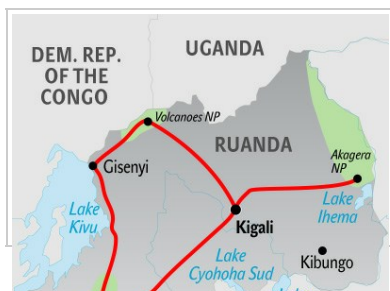 UGANDA
DEM. REP.
OF THE
CONGO
Volcanoes NP
RUANDA
Akagera
NP
Gisenyi
Lake
Kivu
Lake
Ihema
Kigali
Lake
Cyohoha Sud
Kibungo